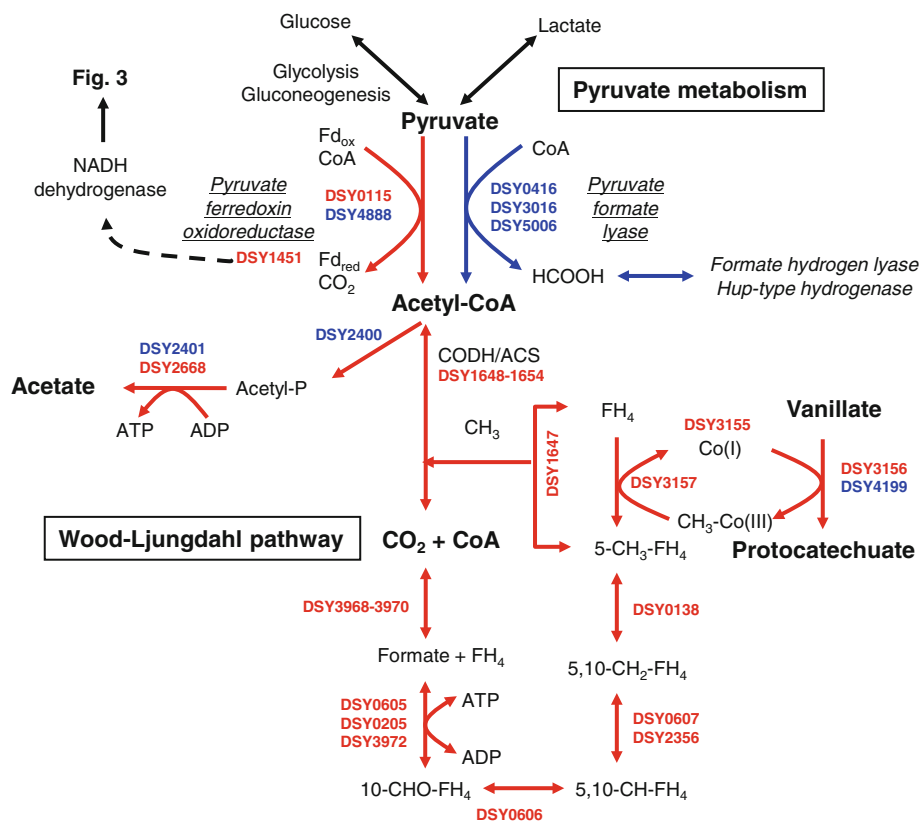 Glucose
Lactate
Fig. 3
Glycolysis
Gluconeogenesis
Pyruvate metabolism
Pyruvate
NADH
dehydrogenase
Fdox
CoA
CoA
Pyruvate
ferredoxin
oxidoreductase
DSY0115
DSY4888
DSY0416
DSY3016
DSY5006
Pyruvate
formate
lyase
DSY1451
Fdred
CO2
HCOOH
Formate hydrogen lyase
Hup-type hydrogenase
Acetyl-CoA
DSY2400
DSY2401
DSY2668
CODH/ACS
DSY1648-1654
Acetate
Acetyl-P
ATP
ADP
CH3
DSY1647
FH4
Vanillate
DSY3155
Co(I)
DSY3157
DSY3156
DSY4199
CH3-Co(III)
Wood-Ljungdahl pathway
CO2 + CoA
5-CH3-FH4
Protocatechuate
DSY3968-3970
DSY0138
Formate + FH4
5,10-CH2-FH4
DSY0605
DSY0205
DSY3972
ATP
ADP
DSY0607
DSY2356
10-CHO-FH4
5,10-CH-FH4
DSY0606